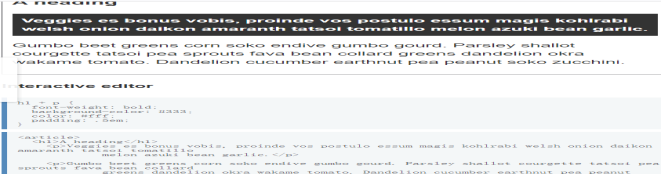 A heading
Veggies es bonus vobis, proinde vos postulo essum magis kohlrabi
welsh onion daikon amaranth tatsoi tomatillo melon azuki bean garlic.
Gumbo beet greens corn soko endive gumbo gourd. Parsley shallot
courgette tatsoi pea sprouts fava bean collard greens dandelion okra
wakame tomato. Dandelion cucumber earthnut pea peanut soko zucchini.
Interactive editor
h1 + p {
font-weight: bold;
background-color: #333;
color: #fff;
padding: .5em;
}
<article>
<h1>A heading</h1>
<p>Veggies es bonus vobis, proinde vos postulo essum magis kohlrabi welsh onion daikon
amaranth tatsoi tomatillo
melon azuki bean garlic.</p>
<p>Gumbo beet greens corn soko endive gumbo gourd. Parsley shallot courgette tatsoi pea
sprouts fava bean collard
greens dandelion okra wakame tomato. Dandelion cucumber earthnut pea peanut